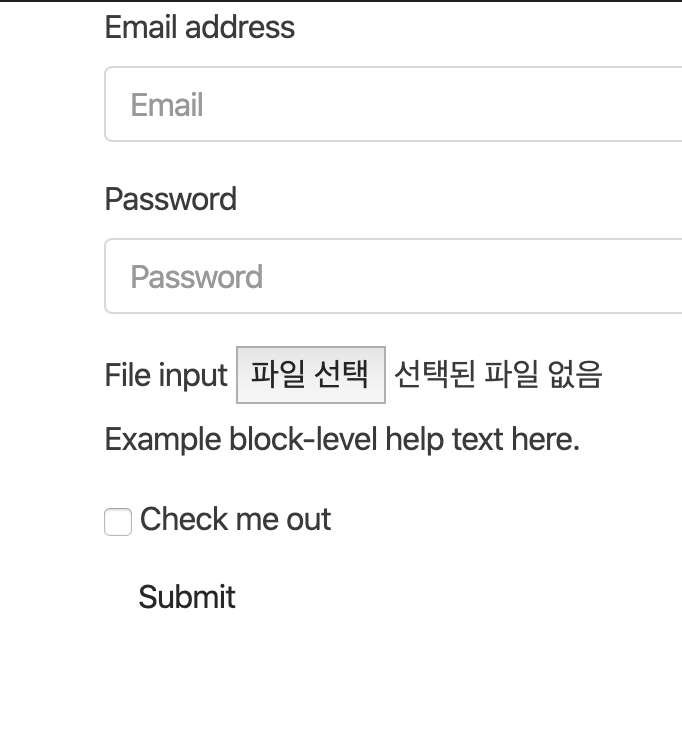 Email address
Email
Password
Password
File input 파일 선택 선택된 파일 없음
Example block-level help text here.
Check me out
Submit